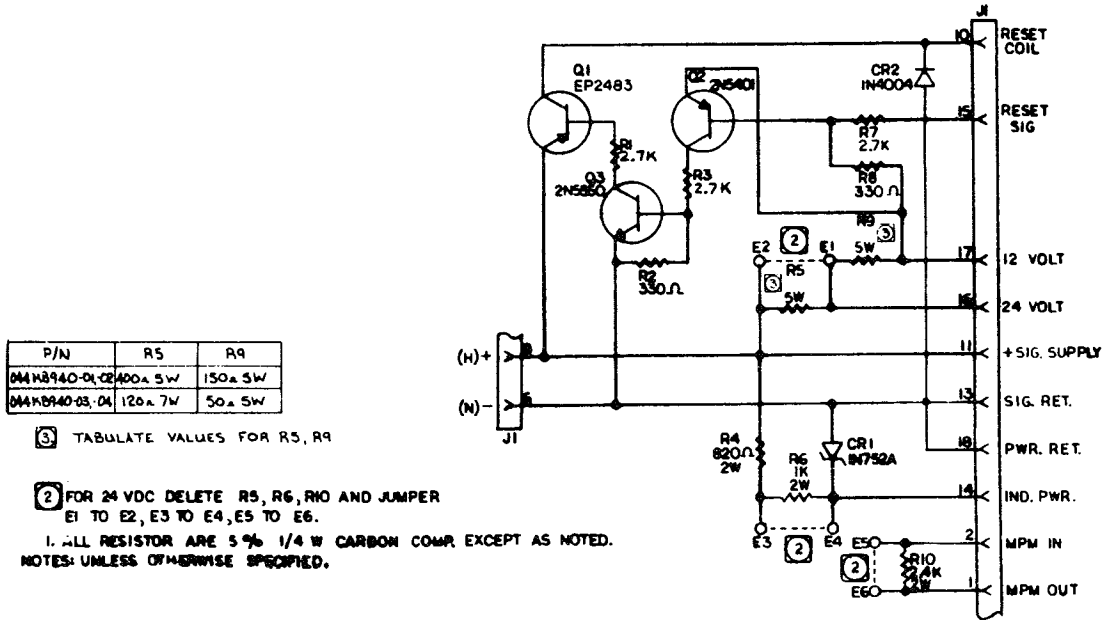 J1
10
RESET
COIL
Q1
EP2483
Q2
2N5401
CR2
1N4004
15
RESET
SIG
R1
2.7K
R7
2.7K
Q3
R3
2.7K
R8
330Ω
R9
3
2
E2
E1
5W
17
12 VOLT
R2
330Ω
R5
3
5W
16
24 VOLT
P/N
R5
R9
(H)+
11
+SIG. SUPPLY
044KB940-01,-02
400Ω 5W
150Ω 5W
044KB940-03,-04
120Ω 7W
50Ω 5W
(N)-
13
SIG. RET.
3
TABULATE VALUES FOR R5, R9
J1
R4
820Ω
2W
R6
1K
2W
CR1
1N752A
18
PWR. RET.
2
FOR 24 VDC DELETE R5, R6, R10 AND JUMPER
E1 TO E2, E3 TO E4, E5 TO E6.
14
IND. PWR.
1. ALL RESISTOR ARE 5% 1/4 W CARBON COMP. EXCEPT AS NOTED.
NOTES: UNLESS OTHERWISE SPECIFIED.
E3
2
E4
E5
2
MPM IN
2
R10
2.4K
2W
E6
1
MPM OUT